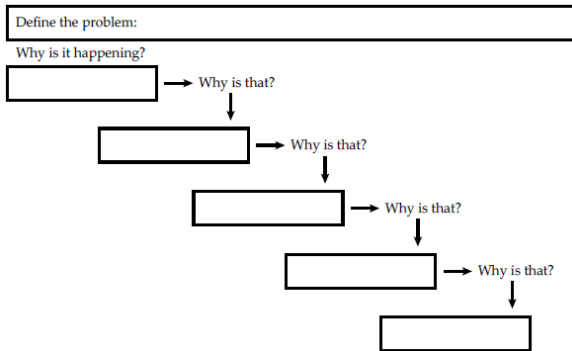 Define the problem:
Why is it happening?
Why is that?
Why is that?
Why is that?
Why is that?